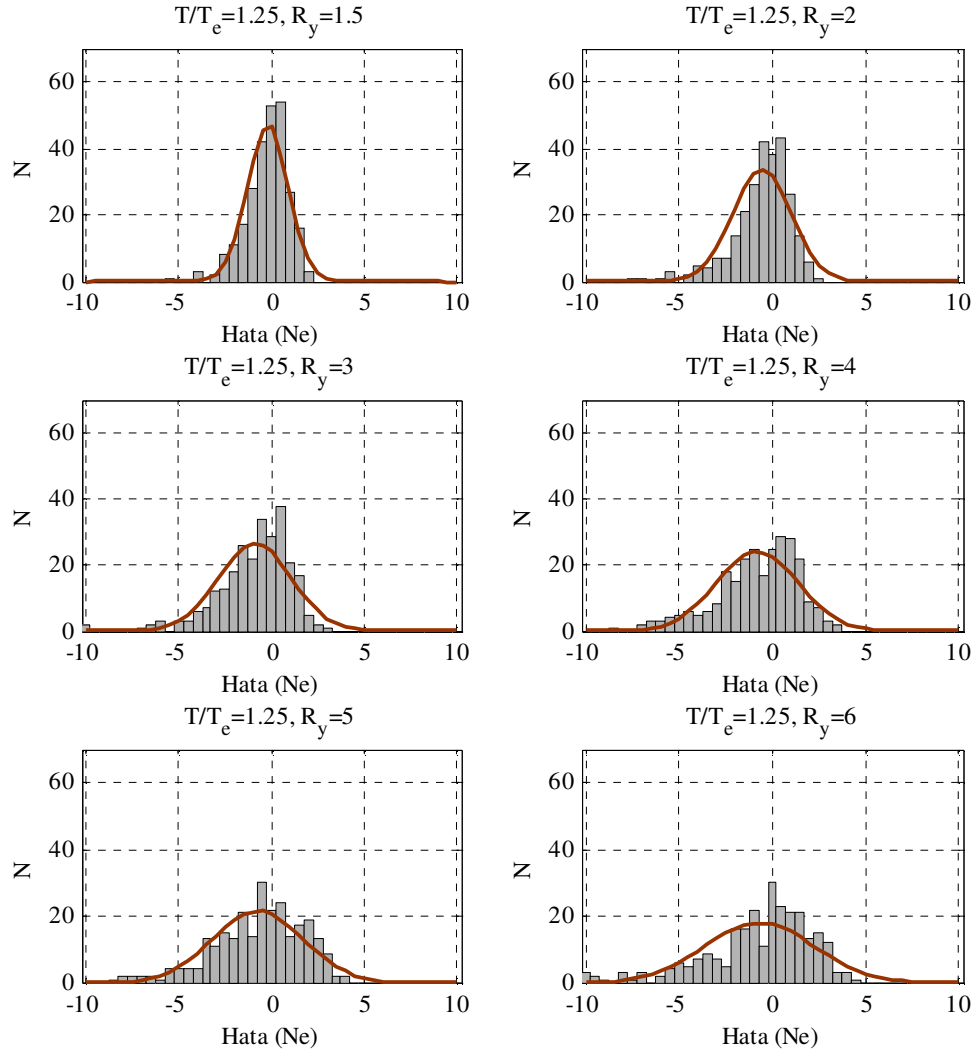 T/Te=1.25, Ry=1.5
T/Te=1.25, Ry=2
60
40
20
0
N
-10 -5 0 5 10
Hata (Ne)
60
40
20
0
N
-10 -5 0 5 10
Hata (Ne)
T/Te=1.25, Ry=3
T/Te=1.25, Ry=4
60
40
20
0
N
-10 -5 0 5 10
Hata (Ne)
60
40
20
0
N
-10 -5 0 5 10
Hata (Ne)
T/Te=1.25, Ry=5
T/Te=1.25, Ry=6
60
40
20
0
N
-10 -5 0 5 10
Hata (Ne)
60
40
20
0
N
-10 -5 0 5 10
Hata (Ne)